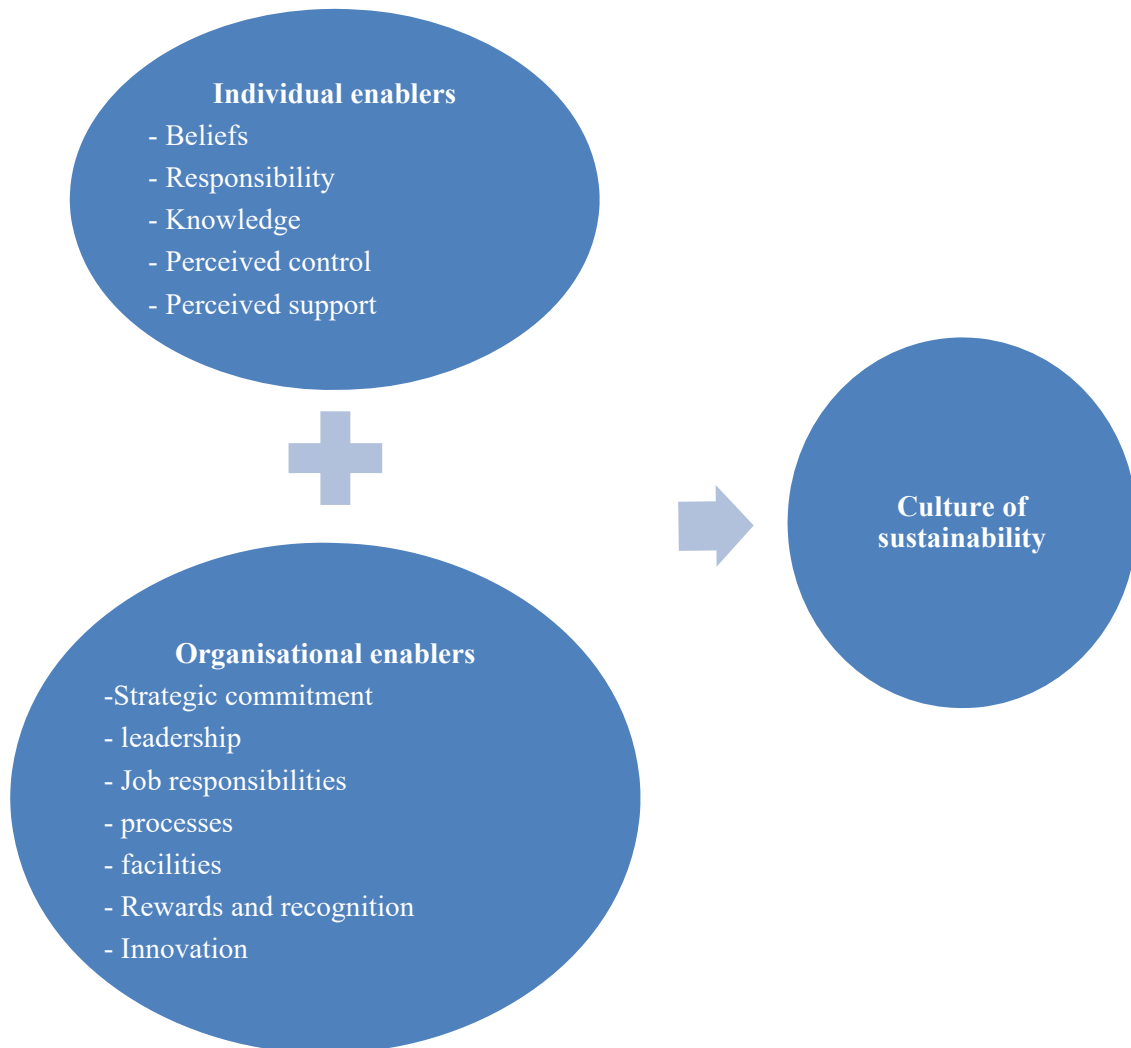 Individual enablers
- Beliefs
- Responsibility
- Knowledge
- Perceived control
- Perceived support
Organisational enablers
-Strategic commitment
- leadership
- Job responsibilities
- processes
- facilities
- Rewards and recognition
- Innovation
Culture of
sustainability